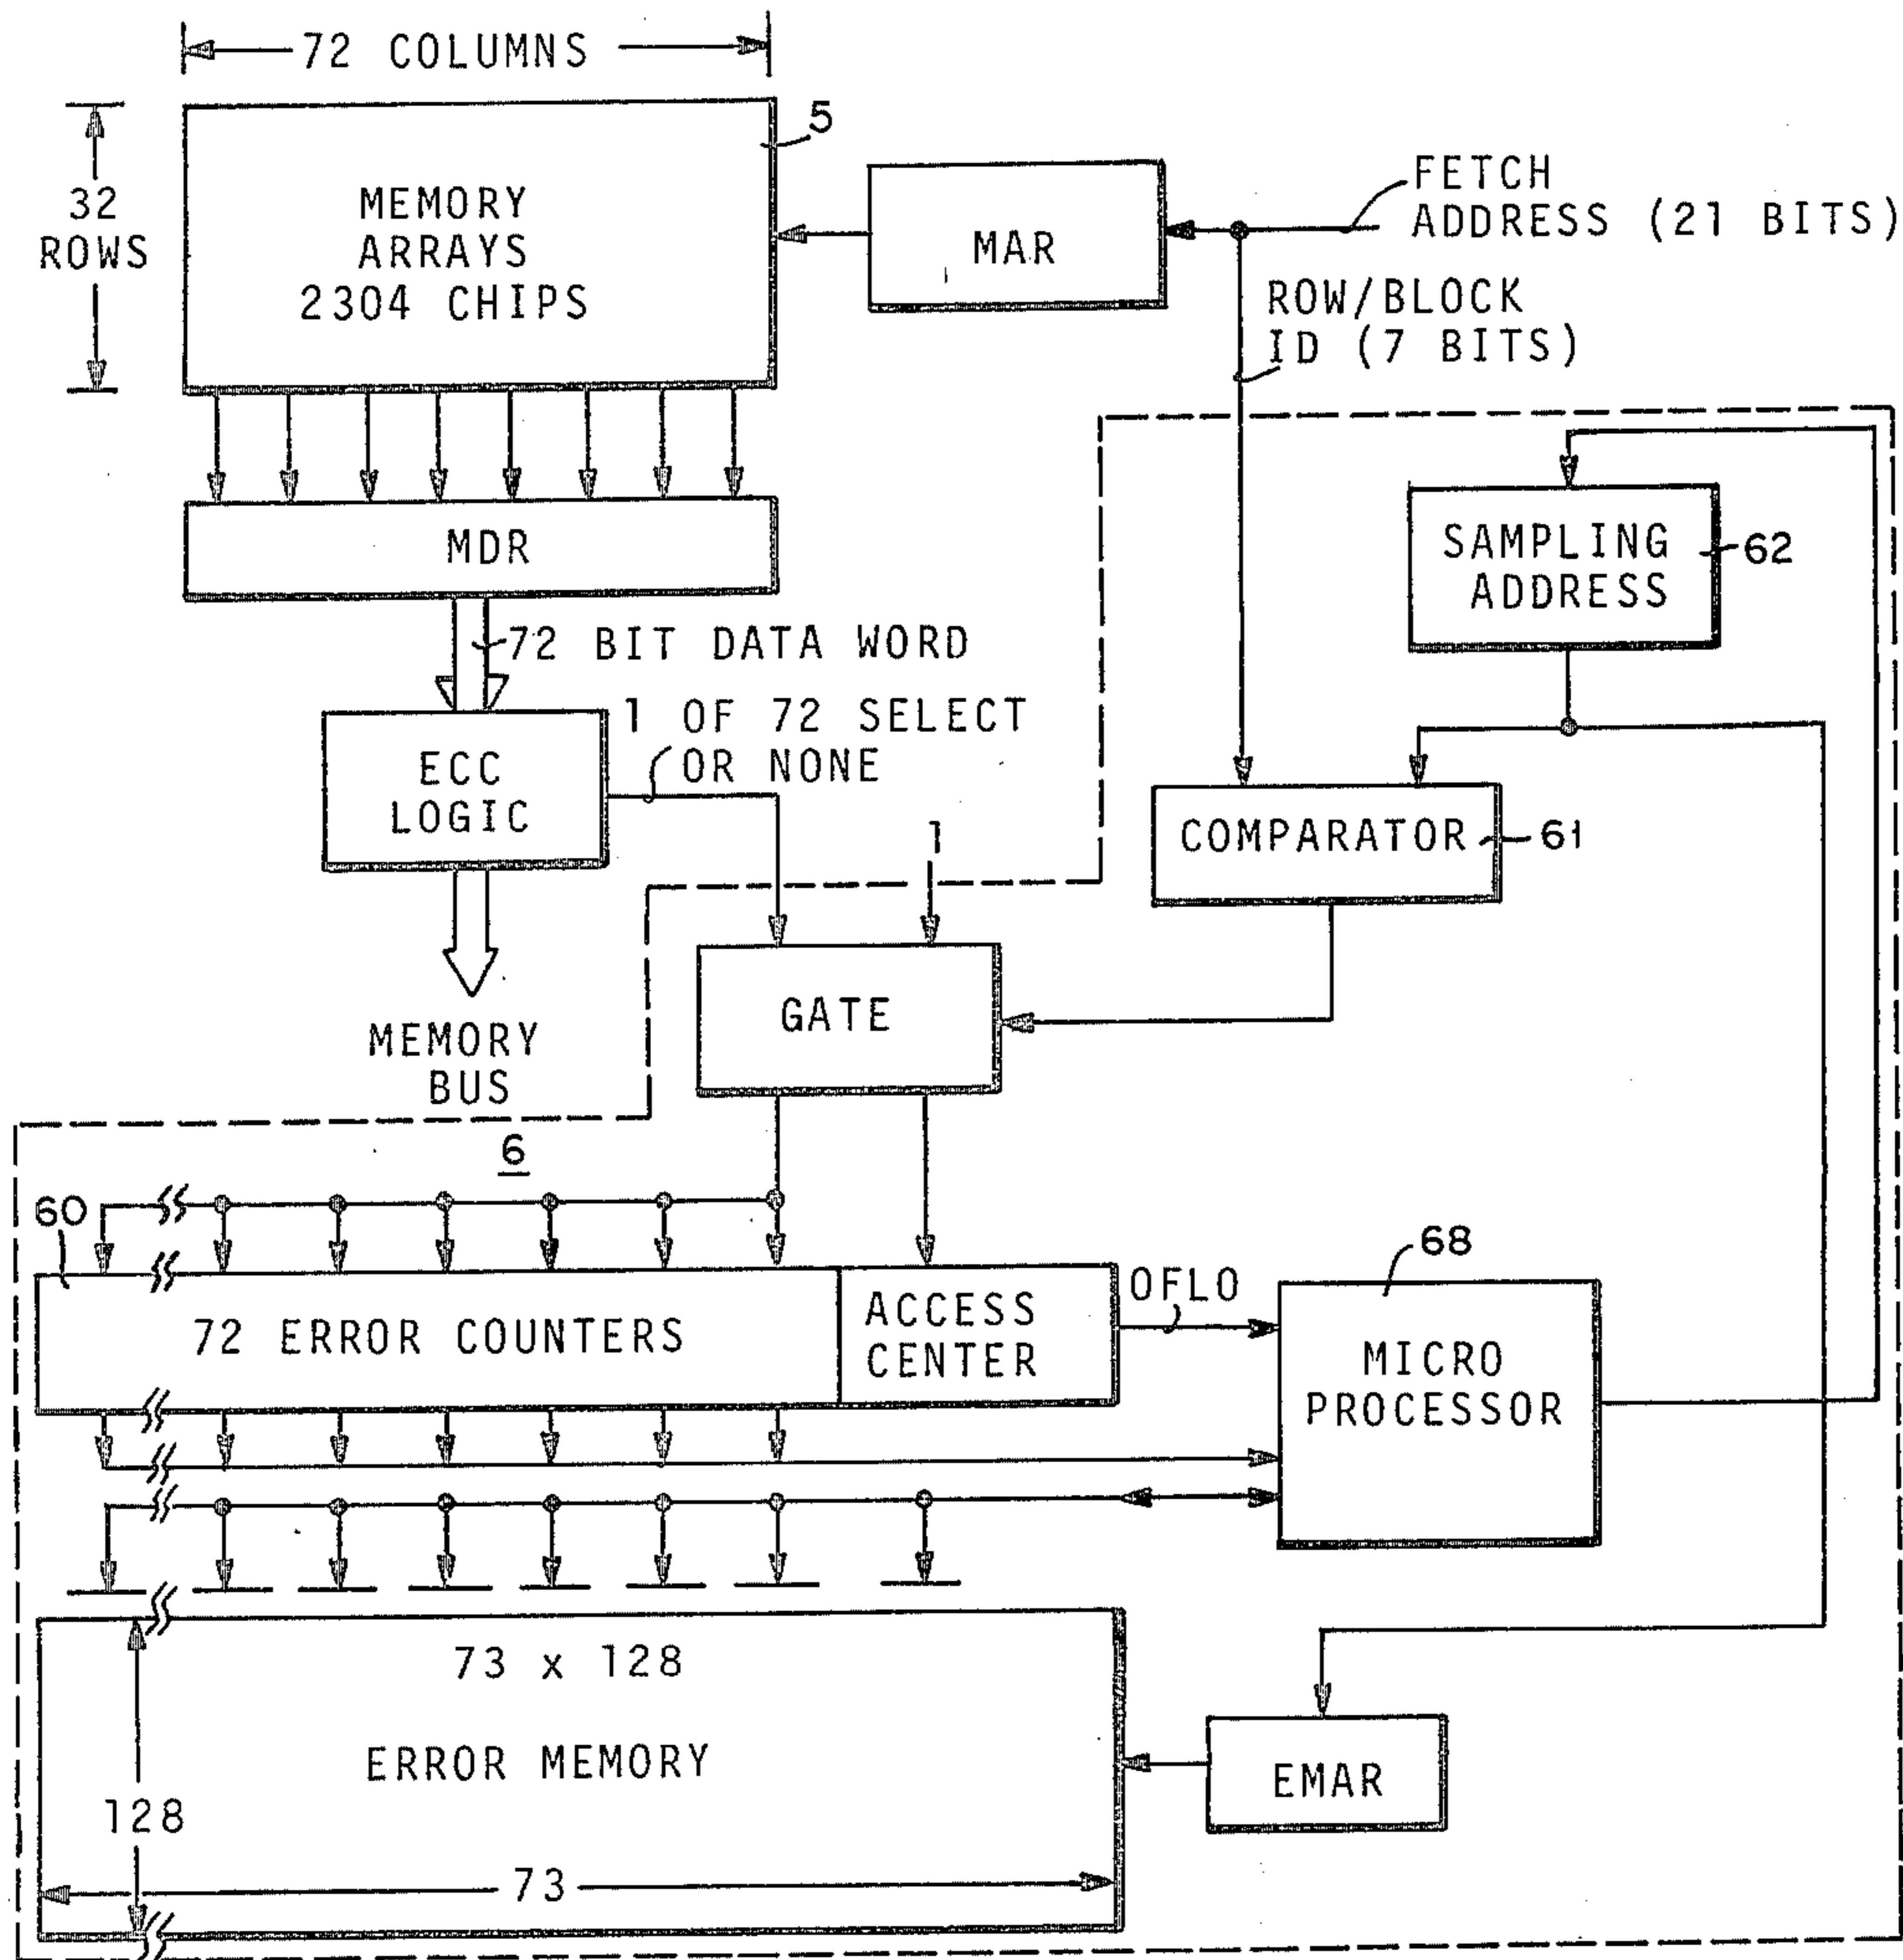 72 COLUMNS
5
32
ROWS
MEMORY
ARRAYS
2304 CHIPS
MAR
FETCH
ADDRESS (21 BITS)
ROW/BLOCK
ID (7 BITS)
MDR
SAMPLING
ADDRESS
62
72 BIT DATA WORD
1 OF 72 SELECT
OR NONE
ECC
LOGIC
COMPARATOR
61
1
GATE
MEMORY
BUS
6
60
68
72 ERROR COUNTERS
ACCESS
CENTER
OFLO
MICRO
PROCESSOR
73 x 128
ERROR MEMORY
EMAR
128
73